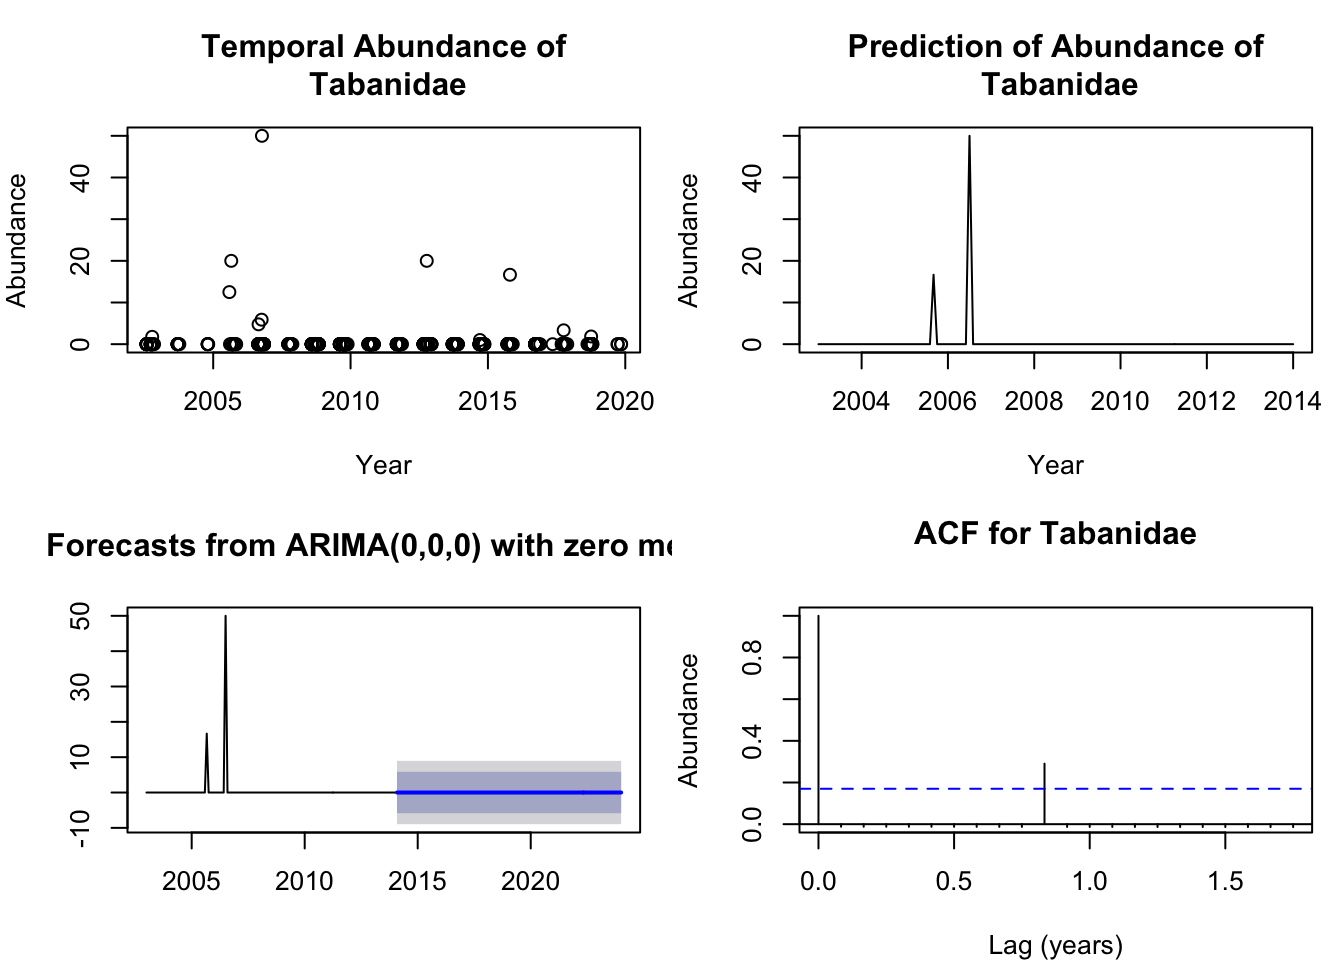 Temporal Abundance of
Tabanidae
Abundance
40
20
0
2005 2010 2015 2020
Year
Prediction of Abundance of
Tabanidae
Abundance
40
20
0
2004 2006 2008 2010 2012 2014
Year
Forecasts from ARIMA(0,0,0) with zero me
50
30
10
-10
2005 2010 2015 2020
ACF for Tabanidae
Abundance
0.8
0.4
0.0
0.0 0.5 1.0 1.5
Lag (years)